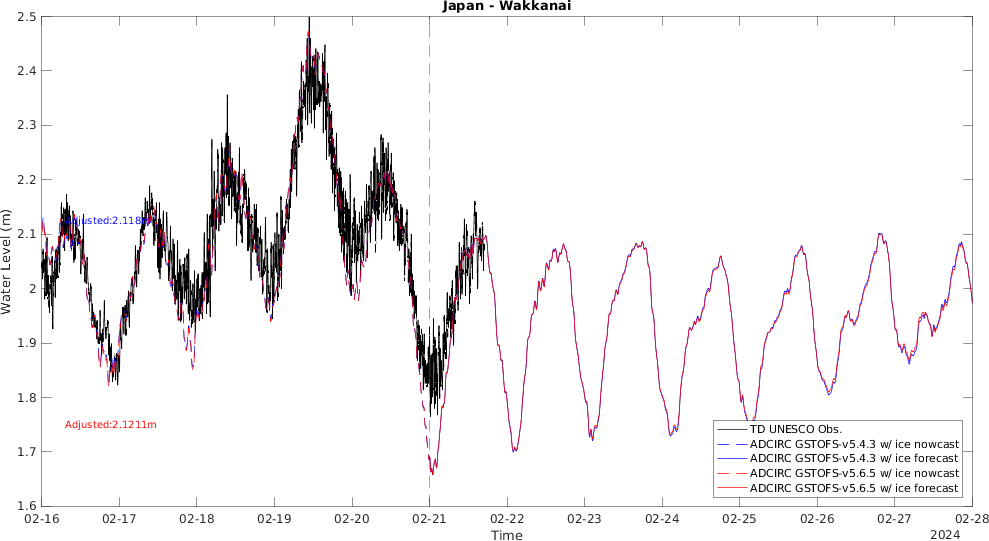 Japan - Wakkanai
Water Level (m)
2.5
2.4
2.3
2.2
2.1
2
1.9
1.8
1.7
1.6
Adjusted:2.118
Adjusted:2.1211m
TD UNESCO Obs.
ADCIRC GSTOFS-v5.4.3 w/ ice nowcast
ADCIRC GSTOFS-v5.4.3 w/ ice forecast
ADCIRC GSTOFS-v5.6.5 w/ ice nowcast
ADCIRC GSTOFS-v5.6.5 w/ ice forecast
02-16 02-17 02-18 02-19 02-20 02-21 02-22 02-23 02-24 02-25 02-26 02-27 02-28
Time
2024